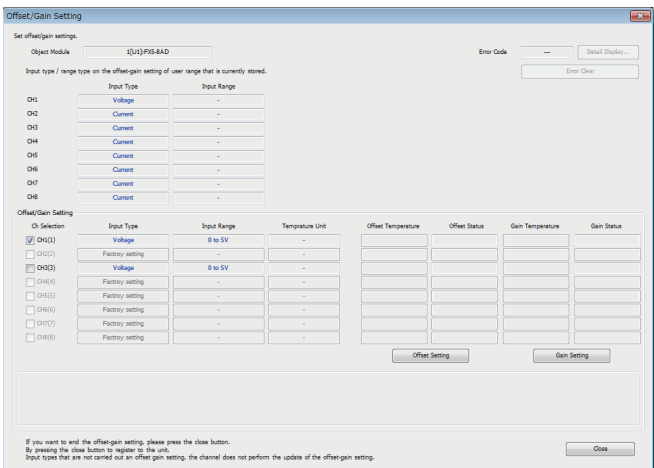 Offset/Gain Setting
Set offset/gain settings.
Object Module 1[U1]:FX5-8AD Error Code --- Detail Display...
Input type / range type on the offset-gain setting of user range that is currently stored. Error Clear
Input Type Input Range
CH1 Voltage -
CH2 Current -
CH3 Current -
CH4 Current -
CH5 Current -
CH6 Current -
CH7 Current -
CH8 Current -
Offset/Gain Setting
Ch Selection Input Type Input Range Temprature Unit Offset Temperature Offset Status Gain Temperature Gain Status
CH1(1) Voltage 0 to 5V -
CH2(2) Factroy setting - -
CH3(3) Voltage 0 to 5V -
CH4(4) Factroy setting - -
CH5(5) Factroy setting - -
CH6(6) Factroy setting - -
CH7(7) Factroy setting - -
CH8(8) Factroy setting - -
Offset Setting Gain Setting
If you want to end the offset-gain setting, please press the close button.
By pressing the close button to register to the unit.
Input types that are not carried out an offset gain setting, the channel does not perform the update of the offset-gain setting.
Close